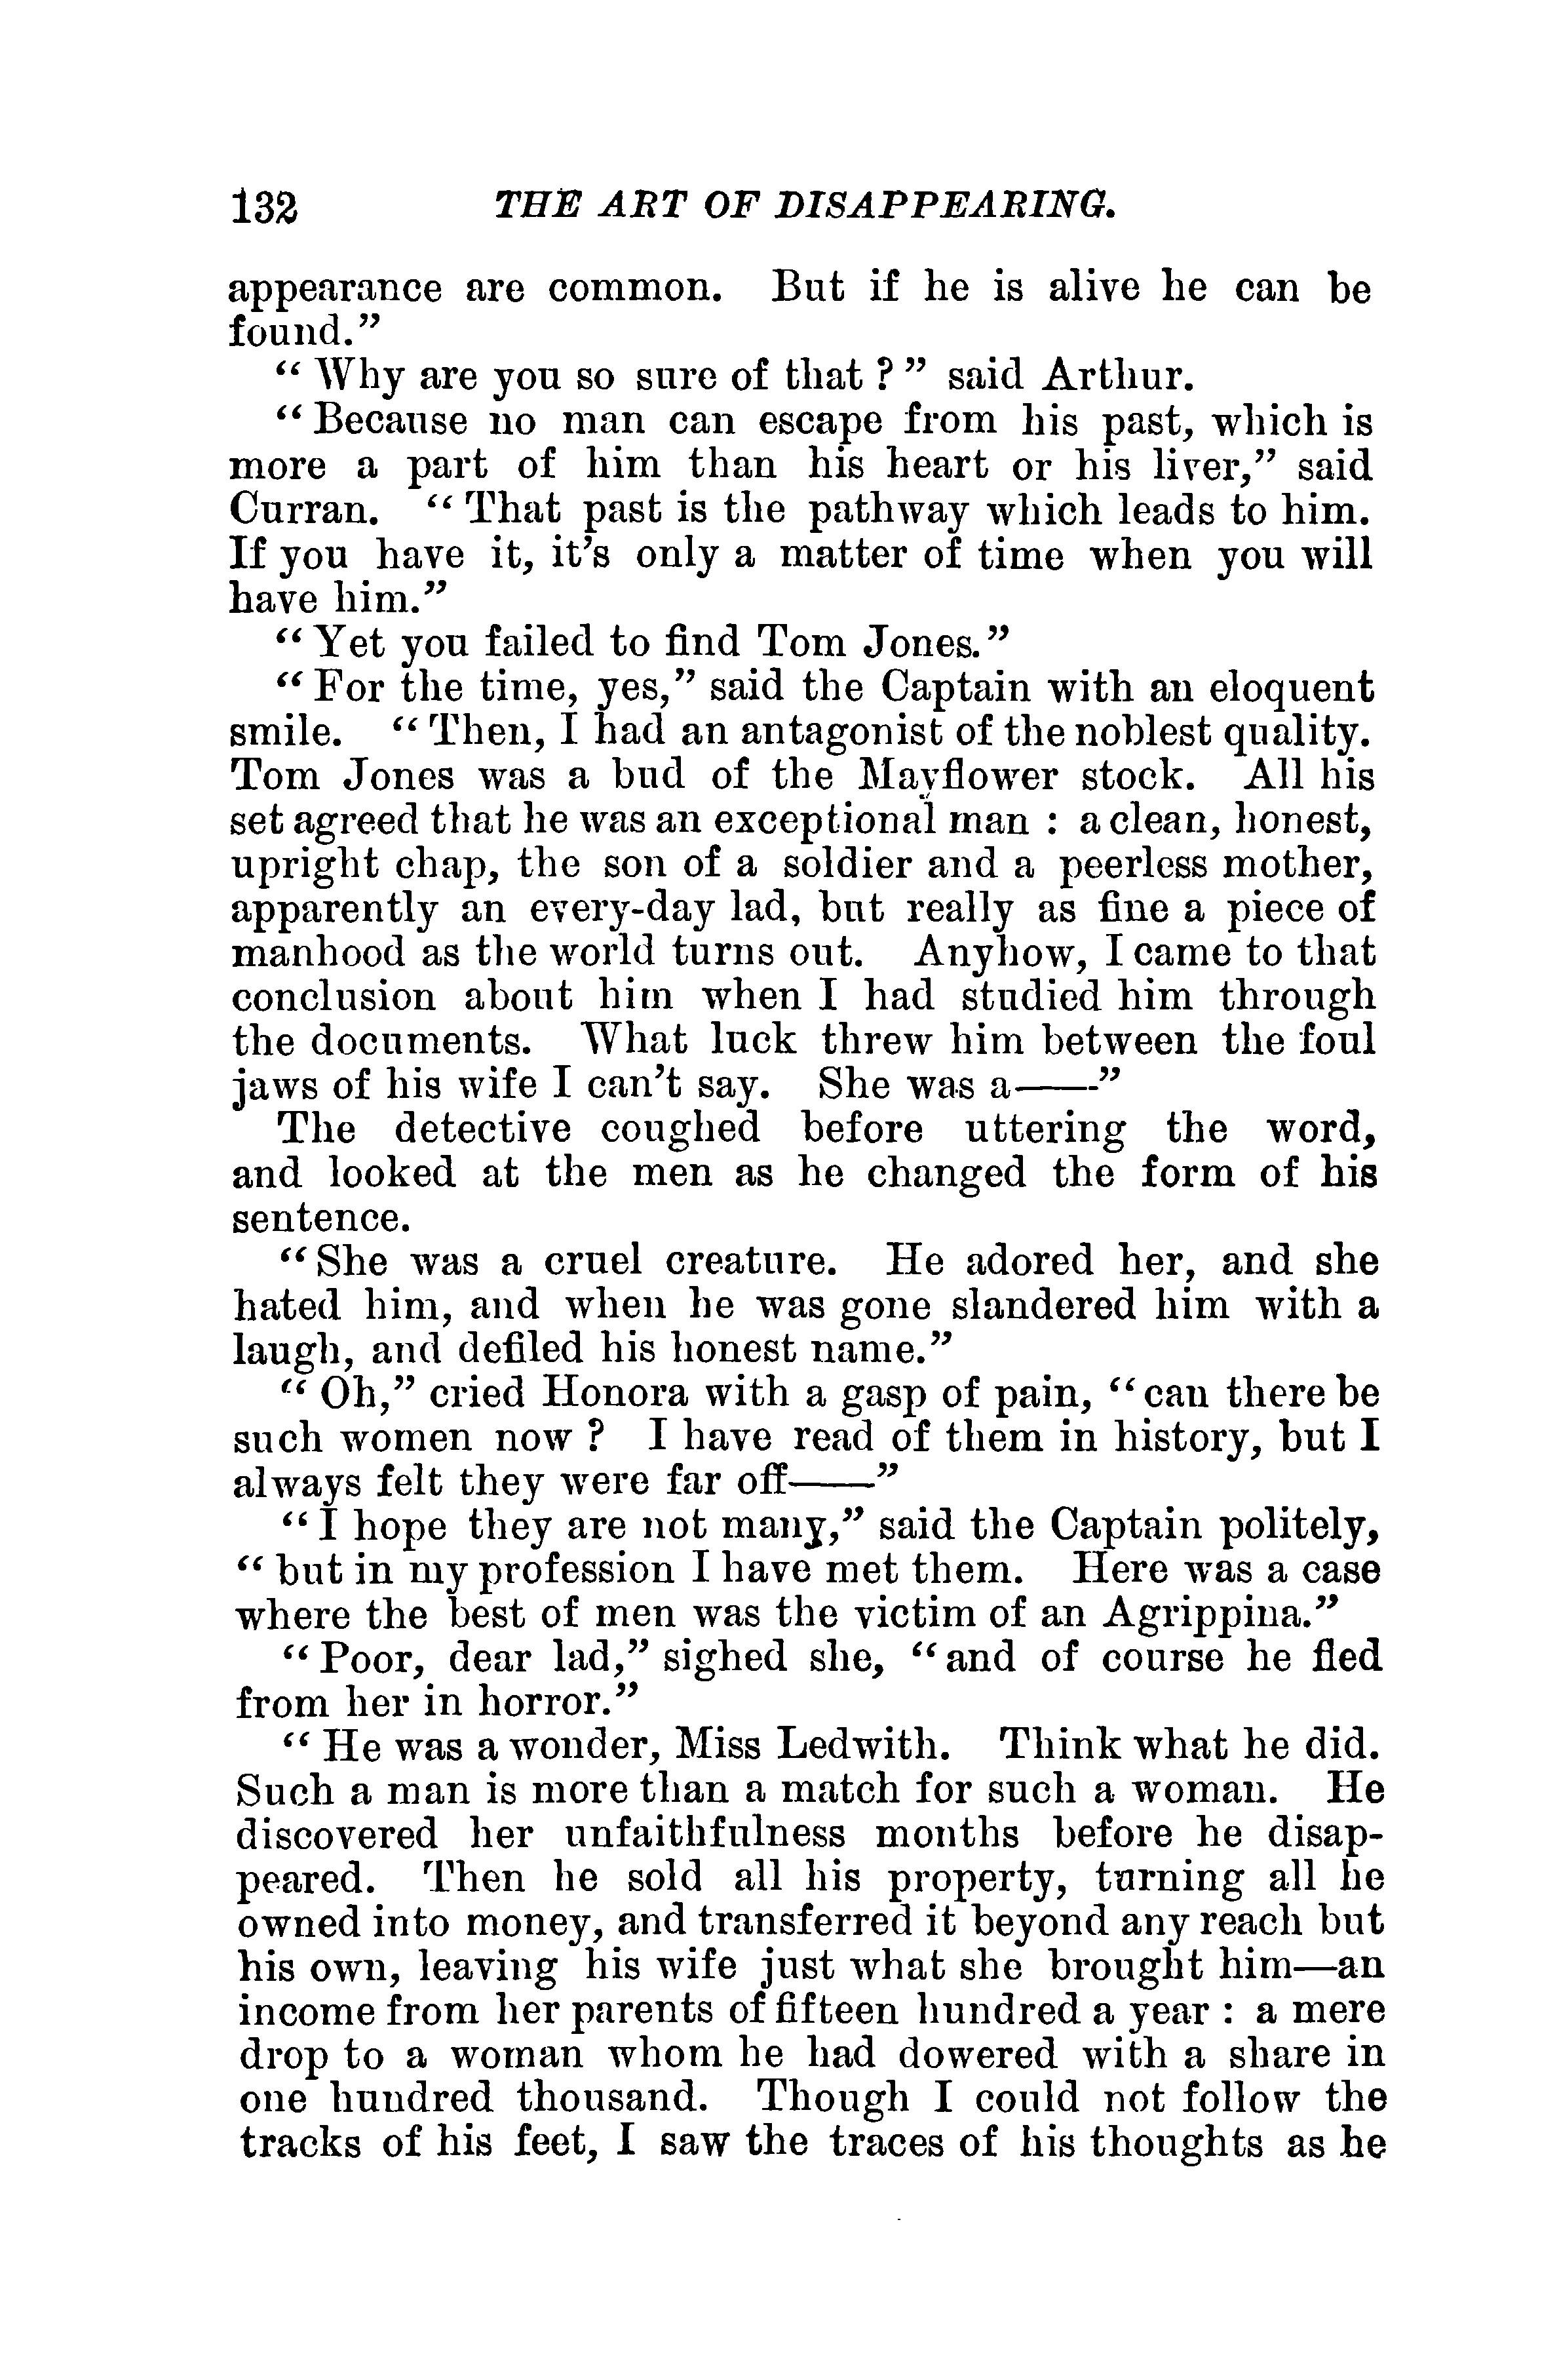 132 THE ART OF DISAPPEARING.
appearance are common. But if he is alive he can be
found.”
“ Why are you so sure of that ? ” said Arthur.
“ Because no man can escape from his past, which is
more a part of him than his heart or his liver,” said
Curran. “ That past is the pathway which leads to him.
If you have it, it’s only a matter of time when you will
have him.”
“ Yet you failed to find Tom Jones.”
“ For the time, yes,” said the Captain with an eloquent
smile. “ Then, I had an antagonist of the noblest quality.
Tom Jones was a bud of the Mayflower stock. All his
set agreed that he was an exceptional man : a clean, honest,
upright chap, the son of a soldier and a peerless mother,
apparently an every-day lad, but really as fine a piece of
manhood as the world turns out. Anyhow, I came to that
conclusion about him when I had studied him through
the documents. What luck threw him between the foul
jaws of his wife I can’t say. She was a——”
The detective coughed before uttering the word,
and looked at the men as he changed the form of his
sentence.
“ She was a cruel creature. He adored her, and she
hated him, and when he was gone slandered him with a
laugh, and defiled his honest name.”
“ Oh,” cried Honora with a gasp of pain, “ can there be
such women now ? I have read of them in history, but I
always felt they were far off——”
“ I hope they are not many,” said the Captain politely,
“ but in my profession I have met them. Here was a case
where the best of men was the victim of an Agrippina.”
“ Poor, dear lad,” sighed she, “ and of course he fled
from her in horror.”
“ He was a wonder, Miss Ledwith. Think what he did.
Such a man is more than a match for such a woman. He
discovered her unfaithfulness months before he disap-
peared. Then he sold all his property, turning all he
owned into money, and transferred it beyond any reach but
his own, leaving his wife just what she brought him—an
income from her parents of fifteen hundred a year : a mere
drop to a woman whom he had dowered with a share in
one hundred thousand. Though I could not follow the
tracks of his feet, I saw the traces of his thoughts as he